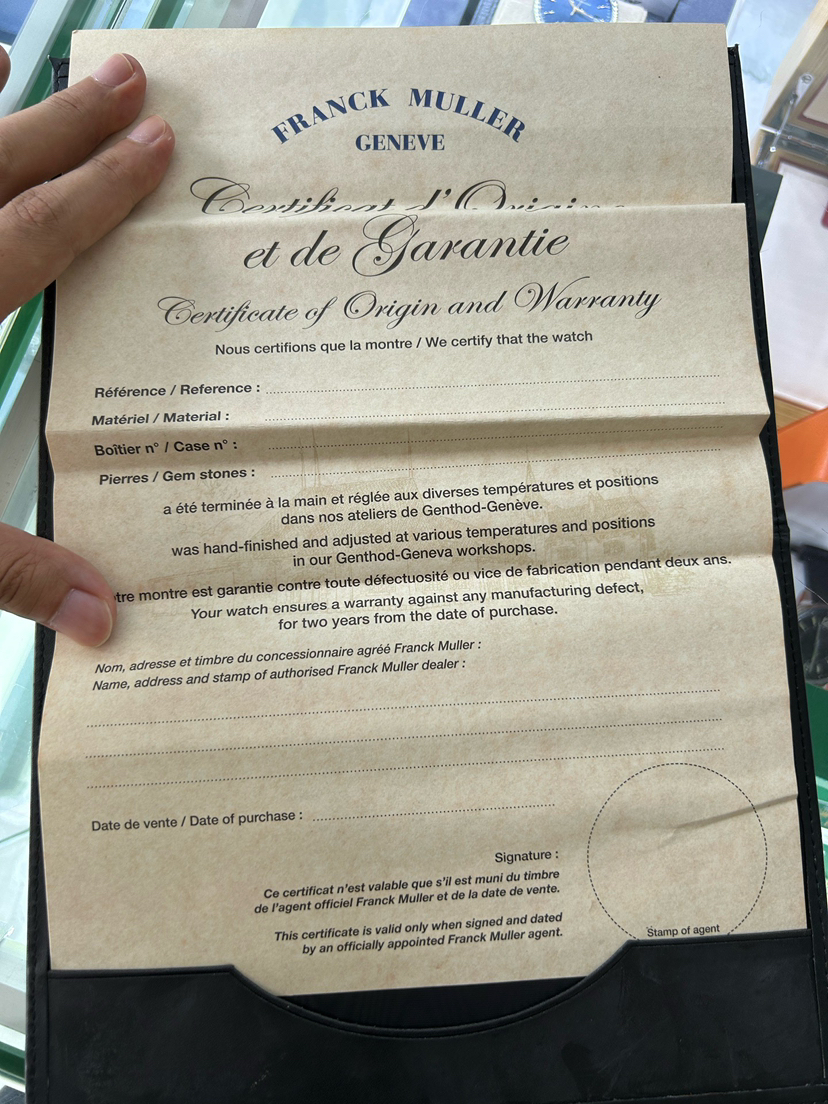 FRANCK MULLER
GENEVE
Certificat d'Origine
et de Garantie
Certificate of Origin and Warranty
Nous certifions que la montre / We certify that the watch
Référence / Reference :
Matériel / Material :
Boîtier n° / Case n° :
Pierres / Gem stones :
a été terminée à la main et réglée aux diverses températures et positions
dans nos ateliers de Genthod-Genève.
was hand-finished and adjusted at various temperatures and positions
in our Genthod-Geneva workshops.
tre montre est garantie contre toute défectuosité ou vice de fabrication pendant deux ans.
Your watch ensures a warranty against any manufacturing defect,
for two years from the date of purchase.
Nom, adresse et timbre du concessionnaire agréé Franck Muller :
Name, address and stamp of authorised Franck Muller dealer :
Date de vente / Date of purchase :
Signature :
Ce certificat n'est valable que s'il est muni du timbre
de l'agent officiel Franck Muller et de la date de vente.
This certificate is valid only when signed and dated
by an officially appointed Franck Muller agent.
Stamp of agent